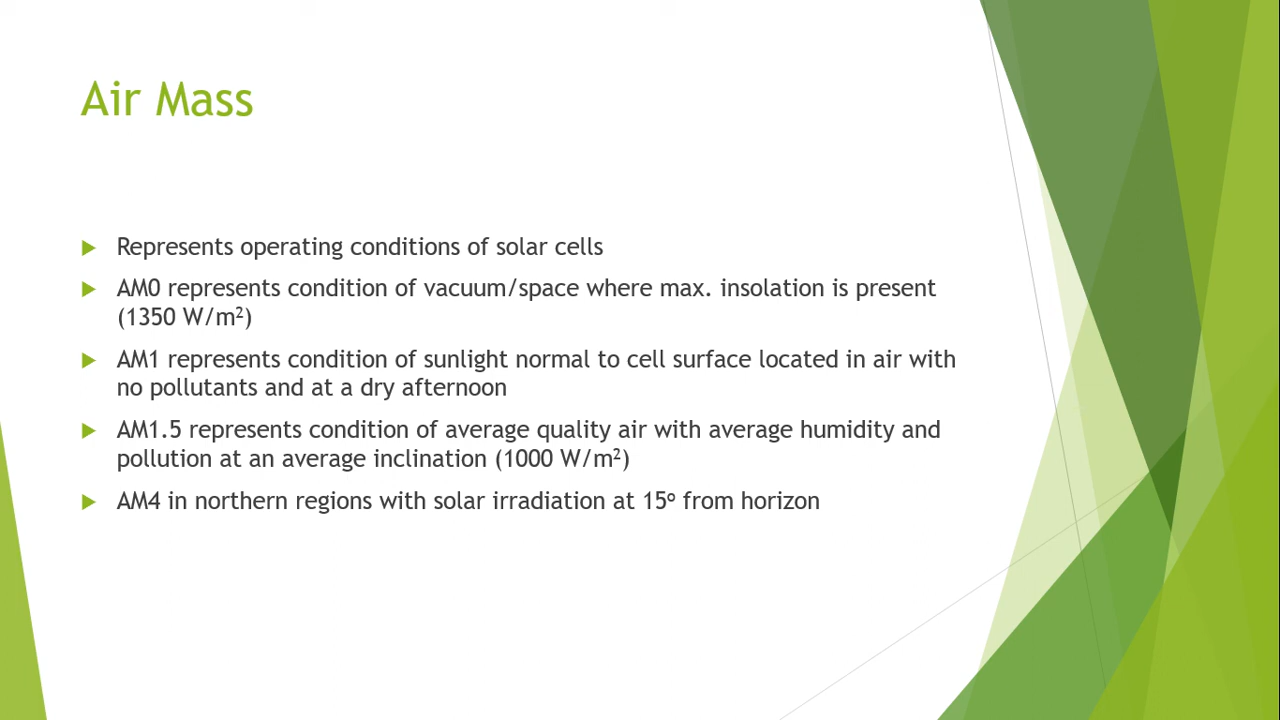 Air Mass
Represents operating conditions of solar cells
AM0 represents condition of vacuum/space where max. insolation is present
(1350 W/m²)
AM1 represents condition of sunlight normal to cell surface located in air with
no pollutants and at a dry afternoon
AM1.5 represents condition of average quality air with average humidity and
pollution at an average inclination (1000 W/m²)
AM4 in northern regions with solar irradiation at 15º from horizon